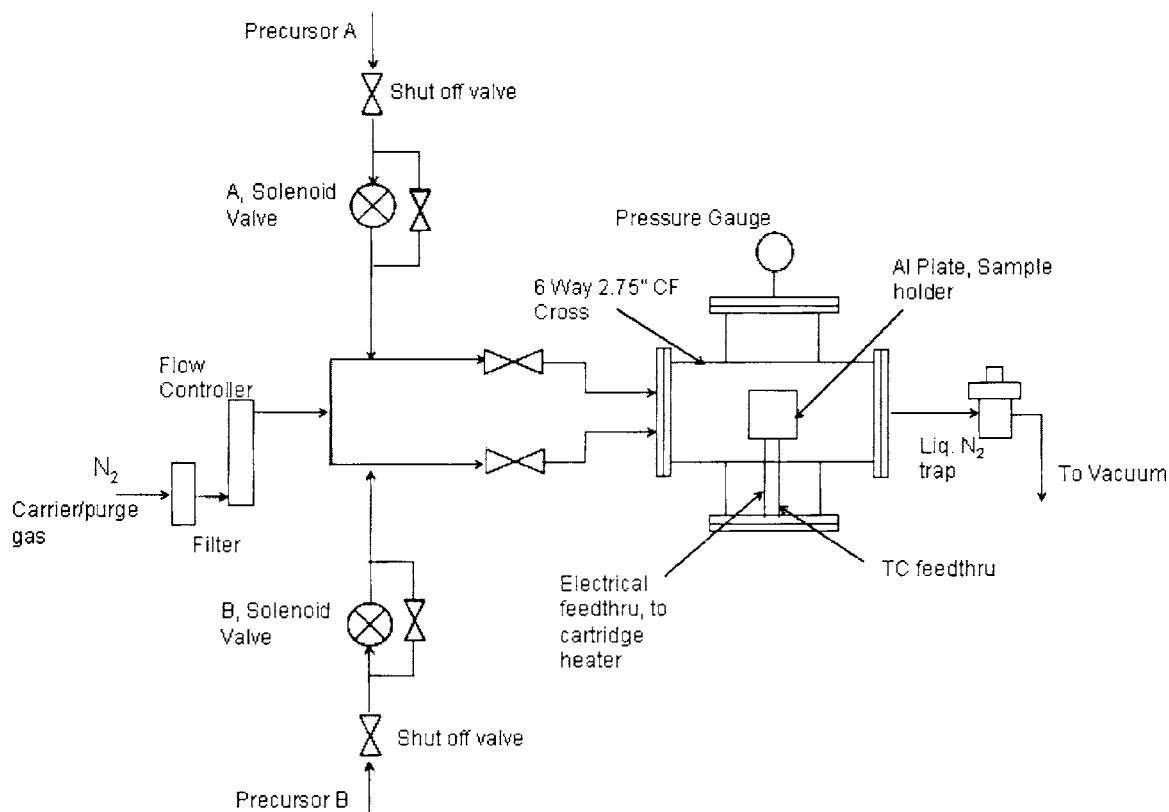 Precursor A
Shut off valve
A, Solenoid
Valve
Pressure Gauge
Al Plate, Sample
holder
6 Way 2.75" CF
Cross
Flow
Controller
N2
Carrier/purge
gas
Filter
Liq. N2
trap
To Vacuum
TC feedthru
Electrical
feedthru, to
cartridge
heater
B, Solenoid
Valve
Shut off valve
Precursor B